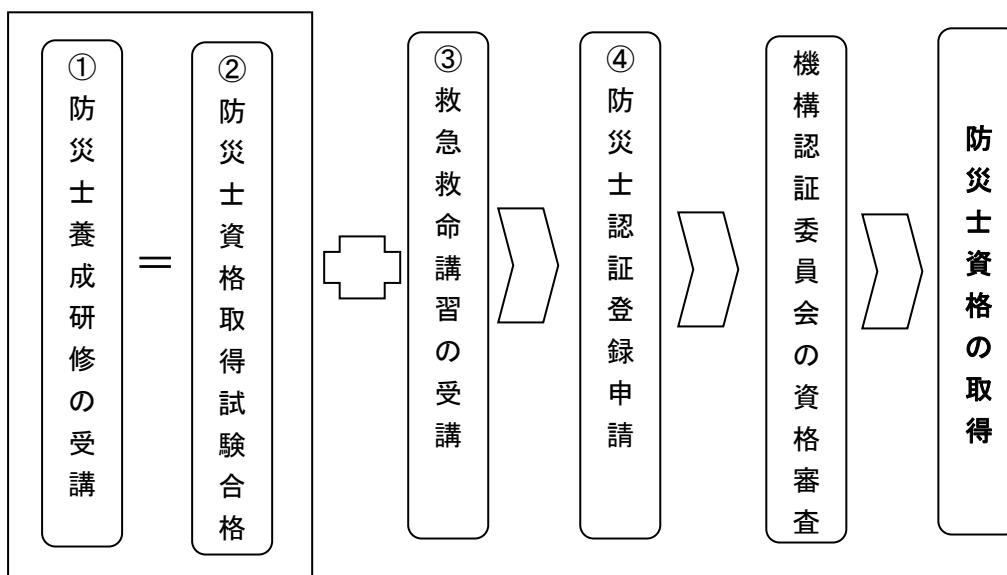 ①防災士養成研修の受講
＝
②防災士資格取得試験合格
③救急救命講習の受講
④防災士認証登録申請
機構認証委員会の資格審査
防災士資格の取得